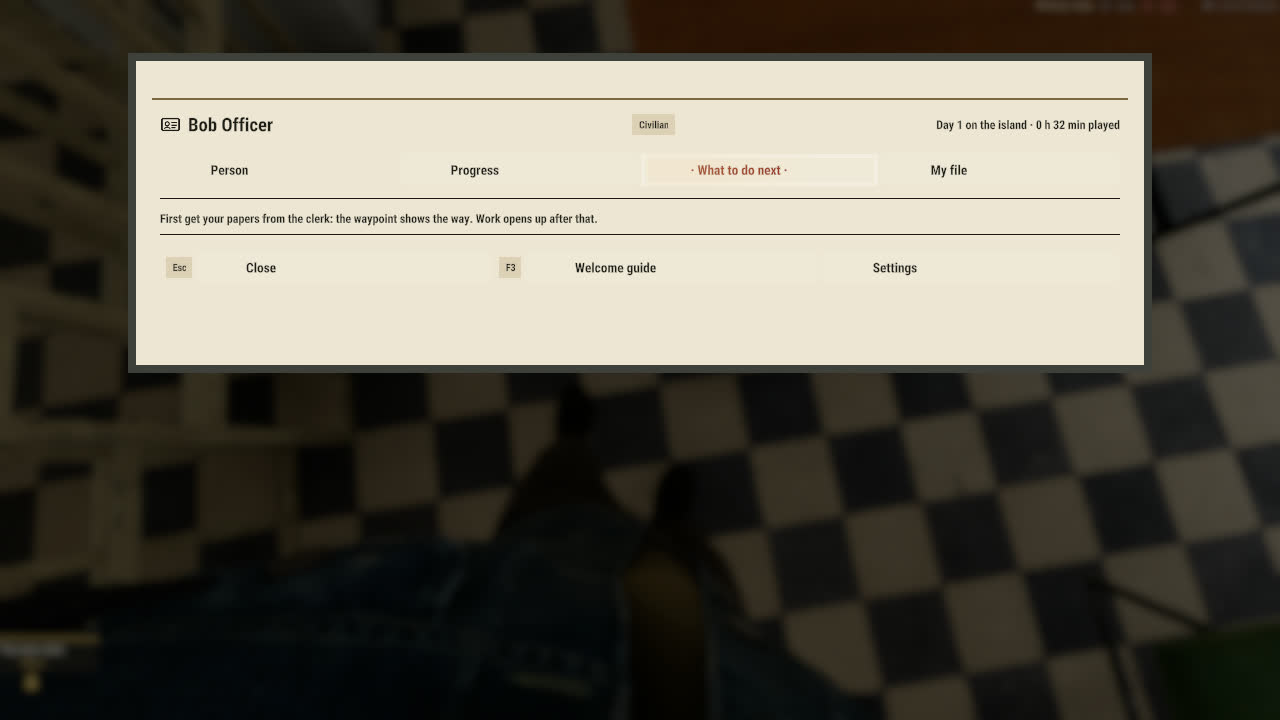 Bob Officer
Civilian
Day 1 on the island · 0 h 32 min played
Person
Progress
· What to do next ·
My file
First get your papers from the clerk: the waypoint shows the way. Work opens up after that.
Esc
Close
F3
Welcome guide
Settings